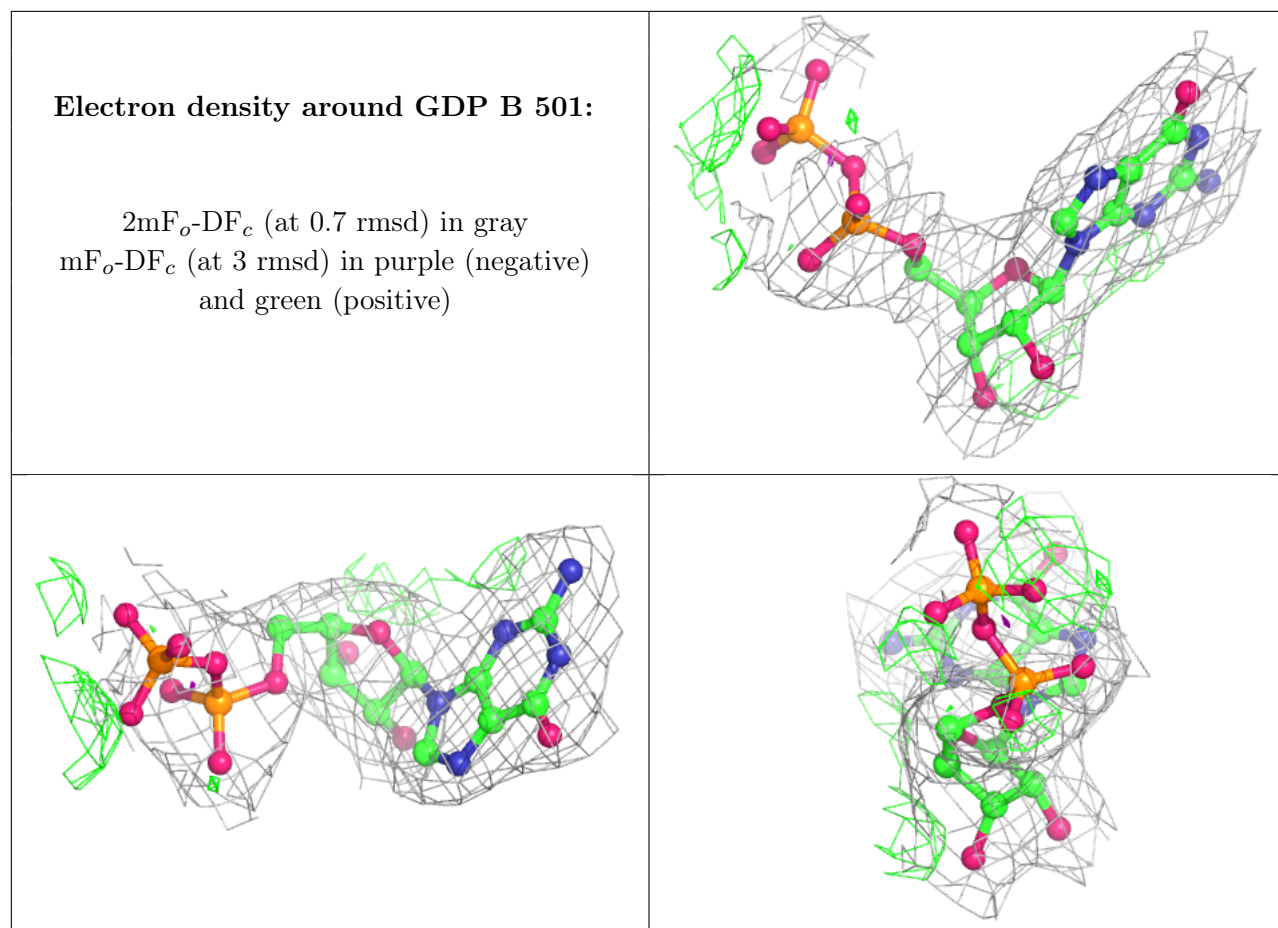 Electron density around GDP B 501:
2mFo-DFc (at 0.7 rmsd) in gray
mFo-DFc (at 3 rmsd) in purple (negative)
and green (positive)